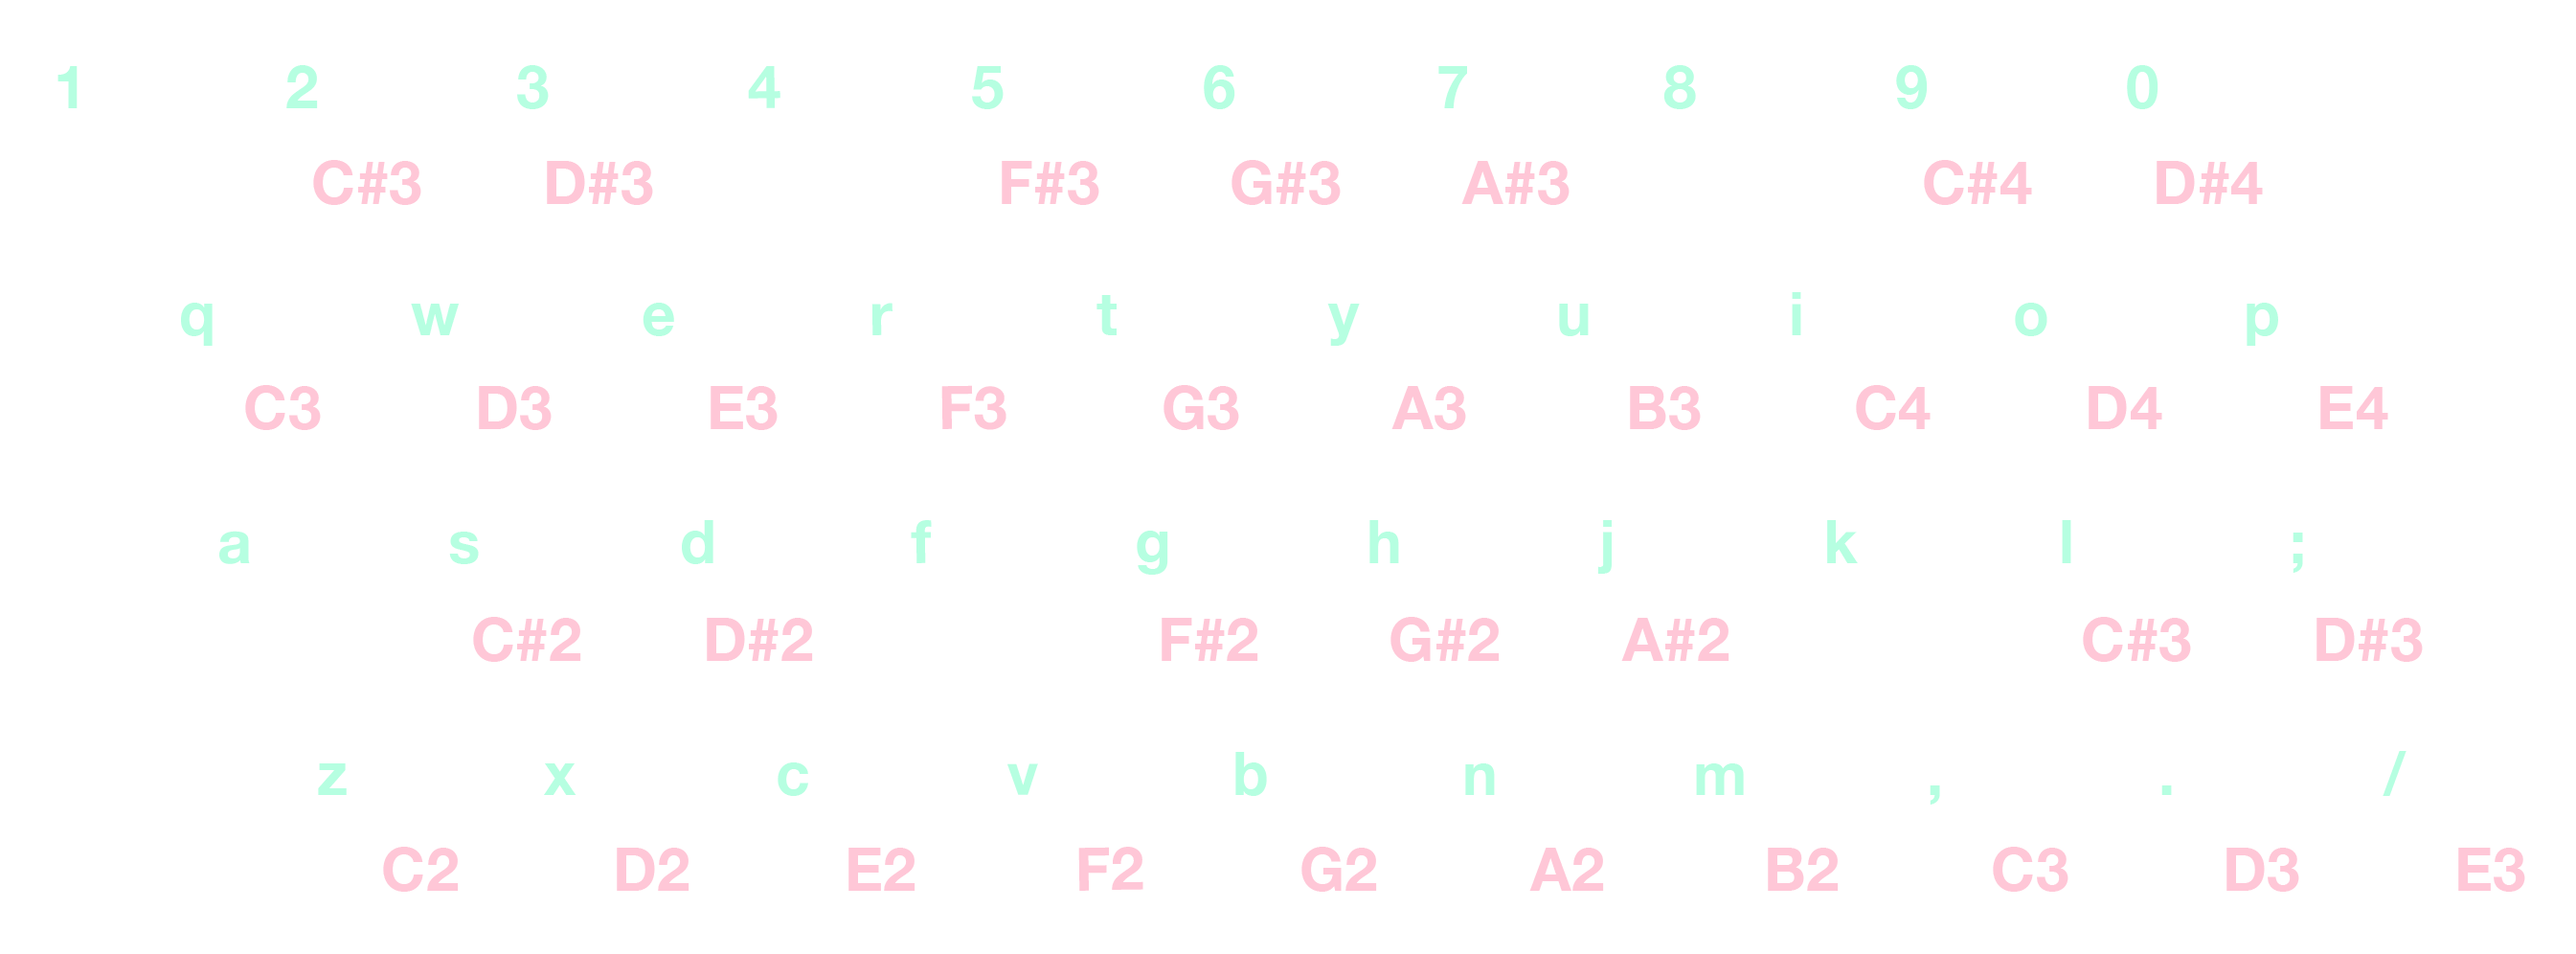 1 2 3 4 5 6 7 8 9 0
C#3 D#3 F#3 G#3 A#3 C#4 D#4
q w e r t y u i o p
C3 D3 E3 F3 G3 A3 B3 C4 D4 E4
a s d f g h j k l ;
C#2 D#2 F#2 G#2 A#2 C#3 D#3
z x c v b n m , . /
C2 D2 E2 F2 G2 A2 B2 C3 D3 E3